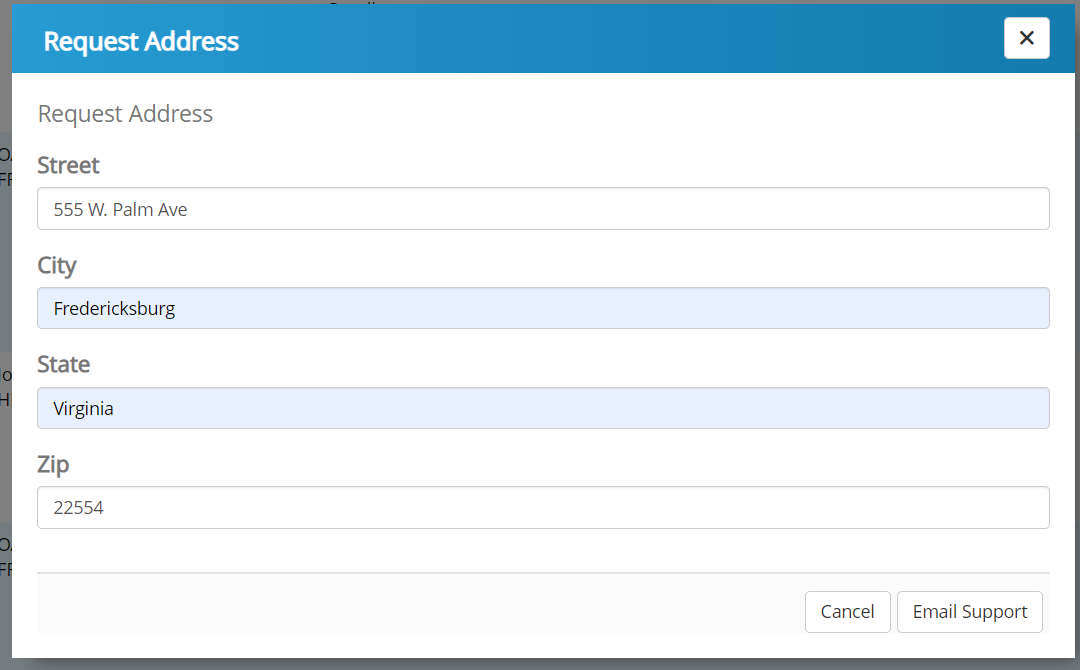 Request Address
Request Address
Street
555 W. Palm Ave
City
Fredericksburg
State
Virginia
Zip
22554
Cancel
Email Support